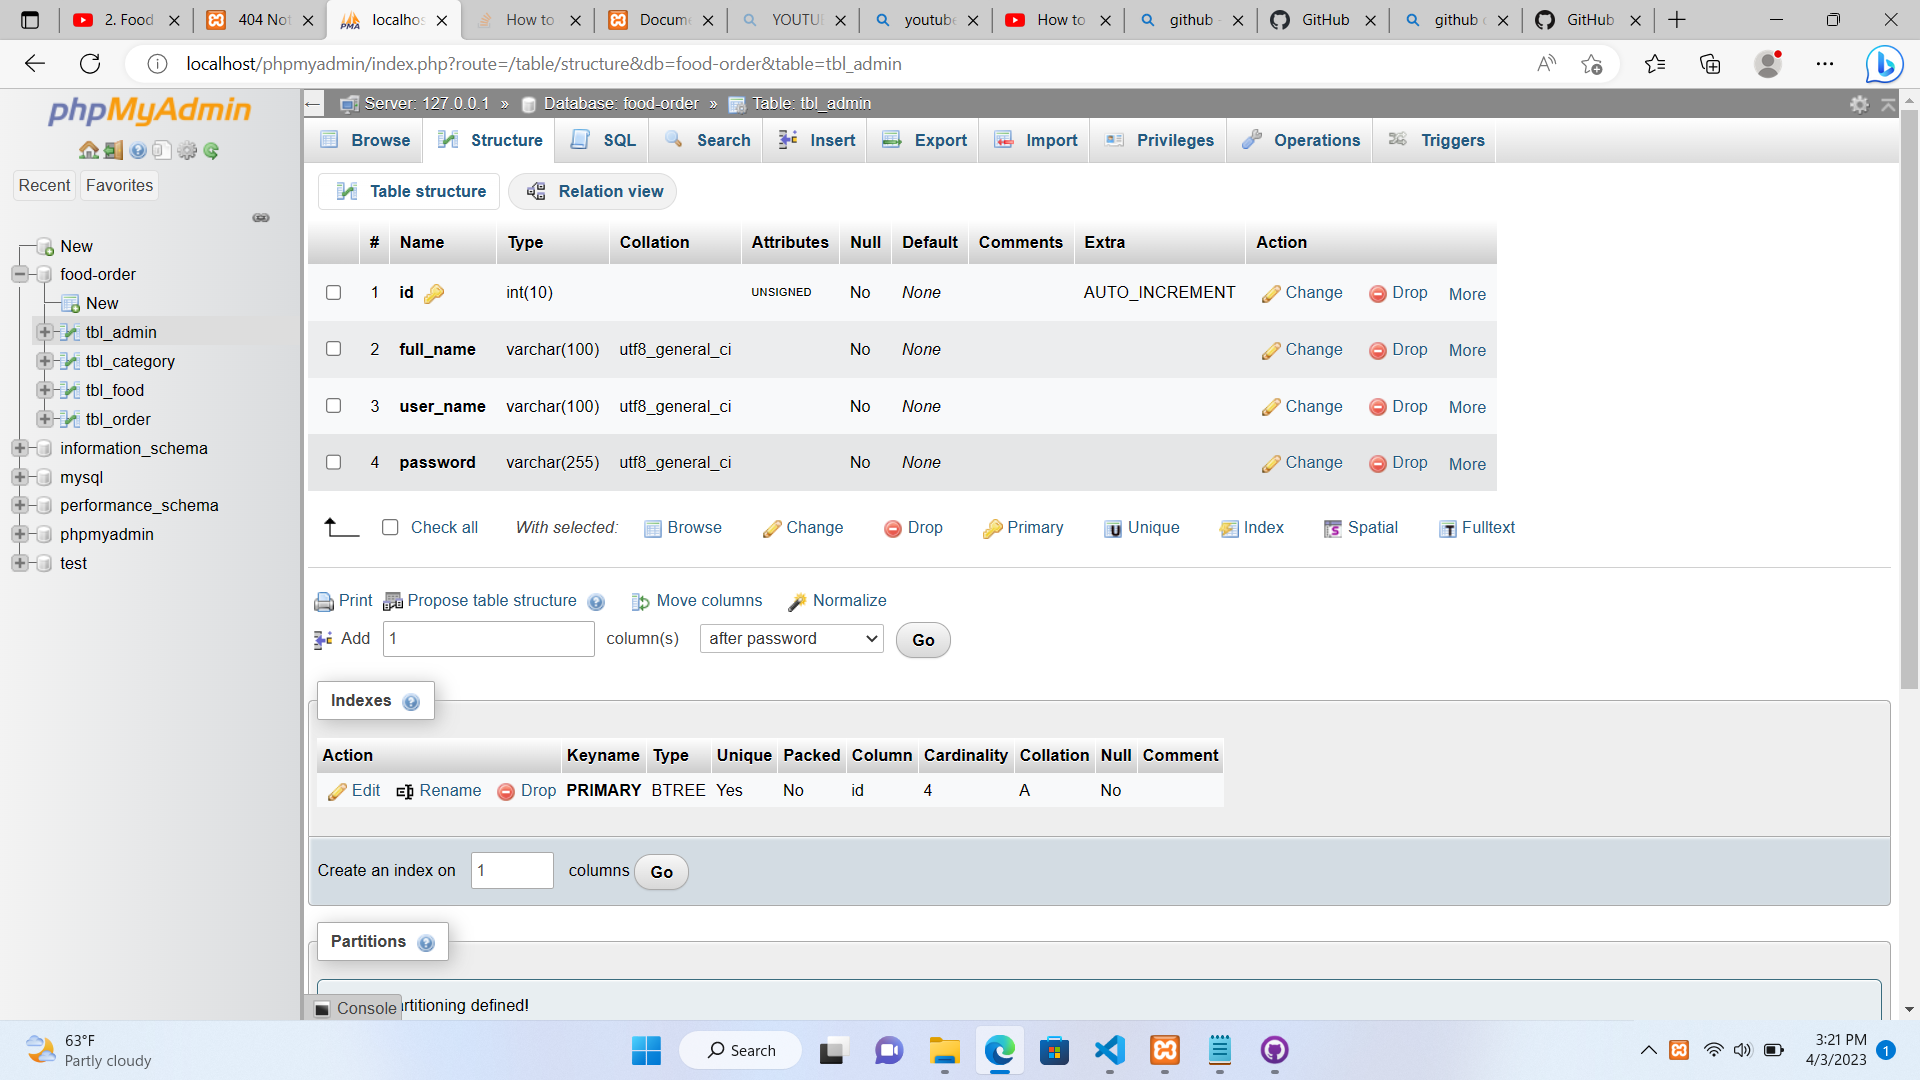 2. Food
404 Not
localhos
How to
Docume
YOUTU
youtube
How to
github
GitHub
github
GitHub
localhost/phpmyadmin/index.php?route=/table/structure&db=food-order&table=tbl_admin
phpMyAdmin
Recent
Favorites
New
food-order
New
tbl_admin
tbl_category
tbl_food
tbl_order
information_schema
mysql
performance_schema
phpmyadmin
test
Server: 127.0.0.1 » Database: food-order » Table: tbl_admin
Browse Structure SQL Search Insert Export Import Privileges Operations Triggers
Table structure Relation view
# Name Type Collation Attributes Null Default Comments Extra Action
1 id int(10) UNSIGNED No None AUTO_INCREMENT Change Drop More
2 full_name varchar(100) utf8_general_ci No None Change Drop More
3 user_name varchar(100) utf8_general_ci No None Change Drop More
4 password varchar(255) utf8_general_ci No None Change Drop More
Check all With selected: Browse Change Drop Primary Unique Index Spatial Fulltext
Print Propose table structure Move columns Normalize
Add 1 column(s) after password Go
Indexes
Action Keyname Type Unique Packed Column Cardinality Collation Null Comment
Edit Rename Drop PRIMARY BTREE Yes No id 4 A No
Create an index on 1 columns Go
Partitions
Console rtitioning defined!
63°F
Partly cloudy
Search
3:21 PM
4/3/2023
1